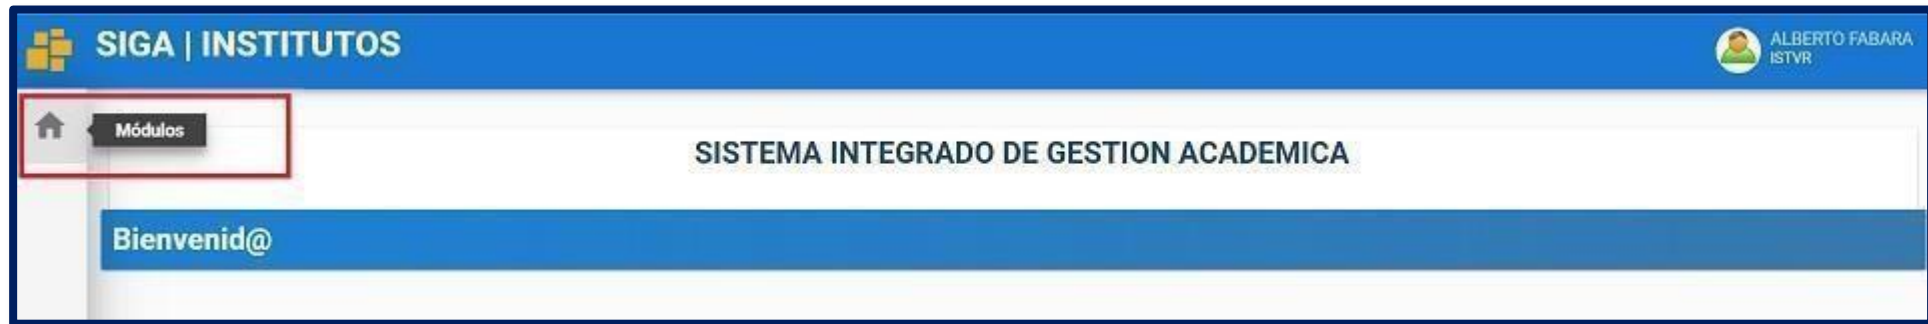 SIGA | INSTITUTOS
ALBERTO FABARA
ISTVR
Módulos
SISTEMA INTEGRADO DE GESTION ACADEMICA
Bienvenid@